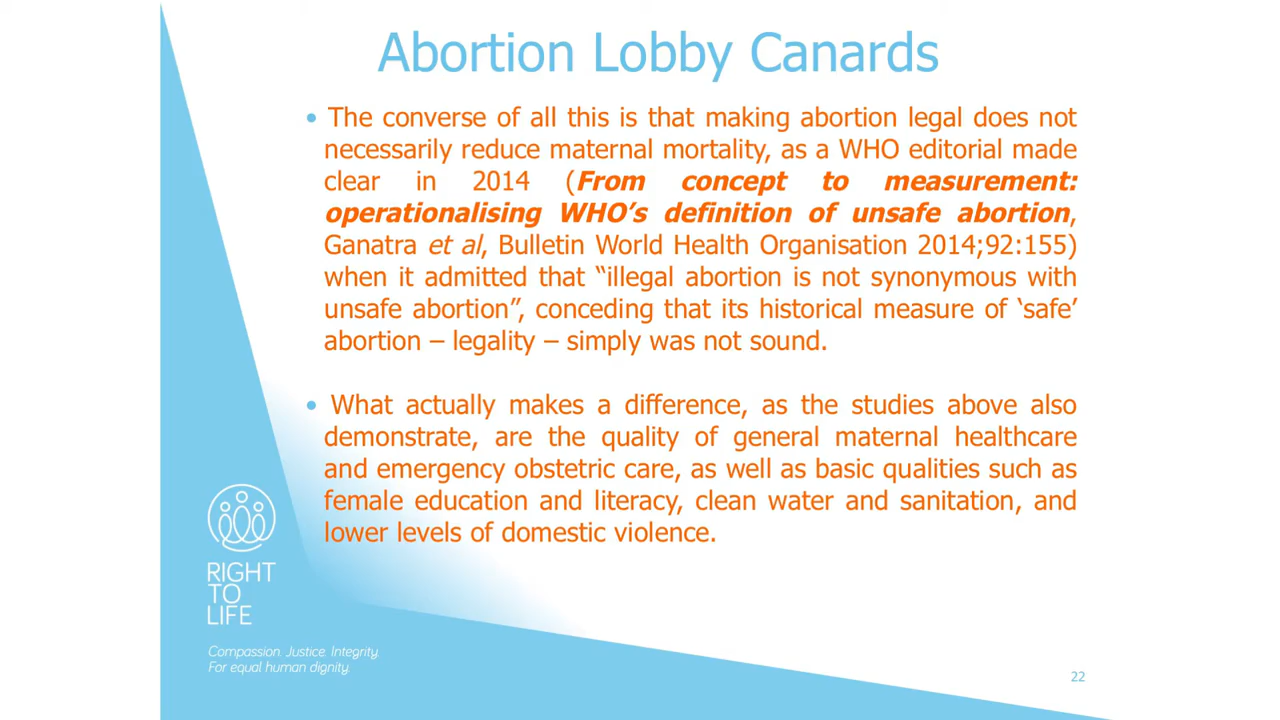 Abortion Lobby Canards
• The converse of all this is that making abortion legal does not
necessarily reduce maternal mortality, as a WHO editorial made
clear in 2014 (From concept to measurement:
operationalising WHO’s definition of unsafe abortion,
Ganatra et al, Bulletin World Health Organisation 2014;92:155)
when it admitted that “illegal abortion is not synonymous with
unsafe abortion”, conceding that its historical measure of ‘safe’
abortion – legality – simply was not sound.
• What actually makes a difference, as the studies above also
demonstrate, are the quality of general maternal healthcare
and emergency obstetric care, as well as basic qualities such as
female education and literacy, clean water and sanitation, and
lower levels of domestic violence.
RIGHT
TO
LIFE
Compassion. Justice. Integrity.
For equal human dignity.
22